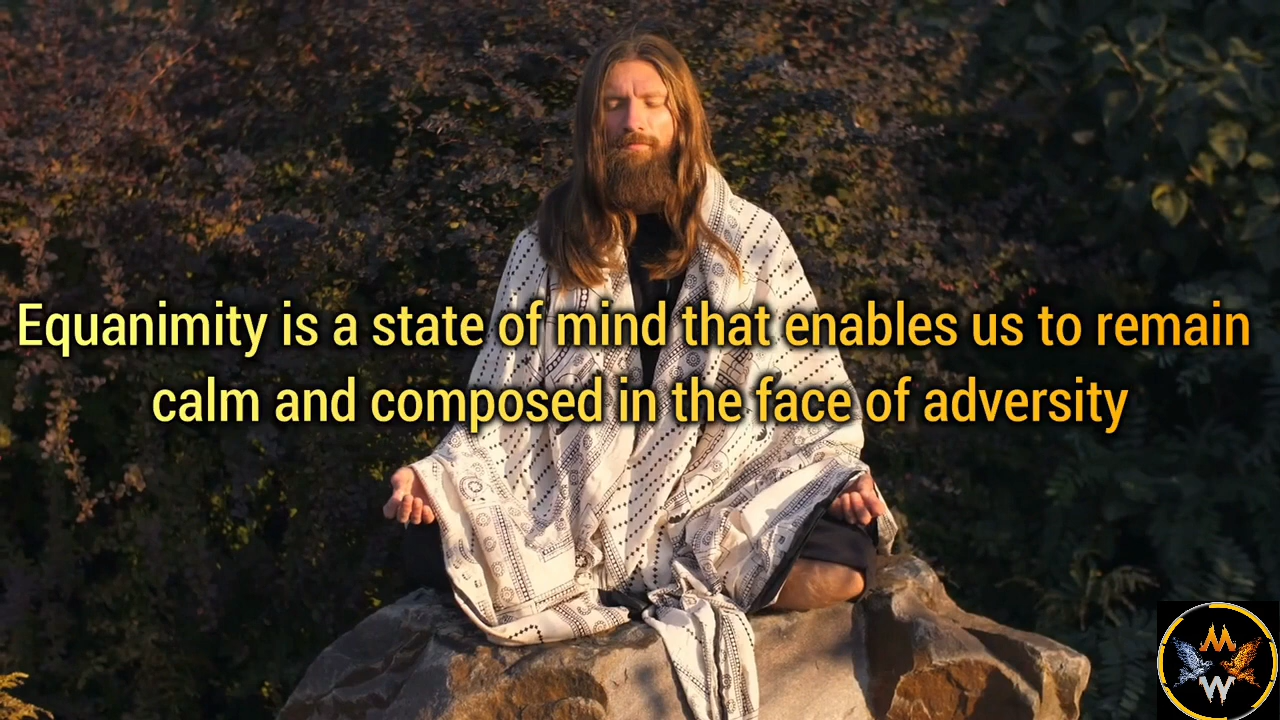 Equanimity is a state of mind that enables us to remain
calm and composed in the face of adversity
M
W